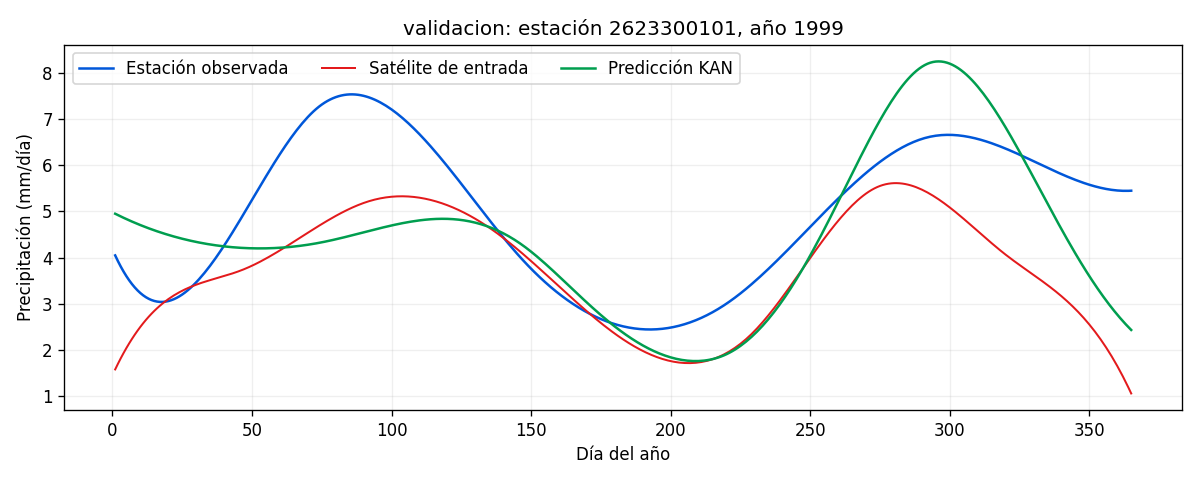 validacion: estación 2623300101, año 1999
Estación observada Satélite de entrada Predicción KAN
Precipitación (mm/día)
8
7
6
5
4
3
2
1
0 50 100 150 200 250 300 350
Día del año